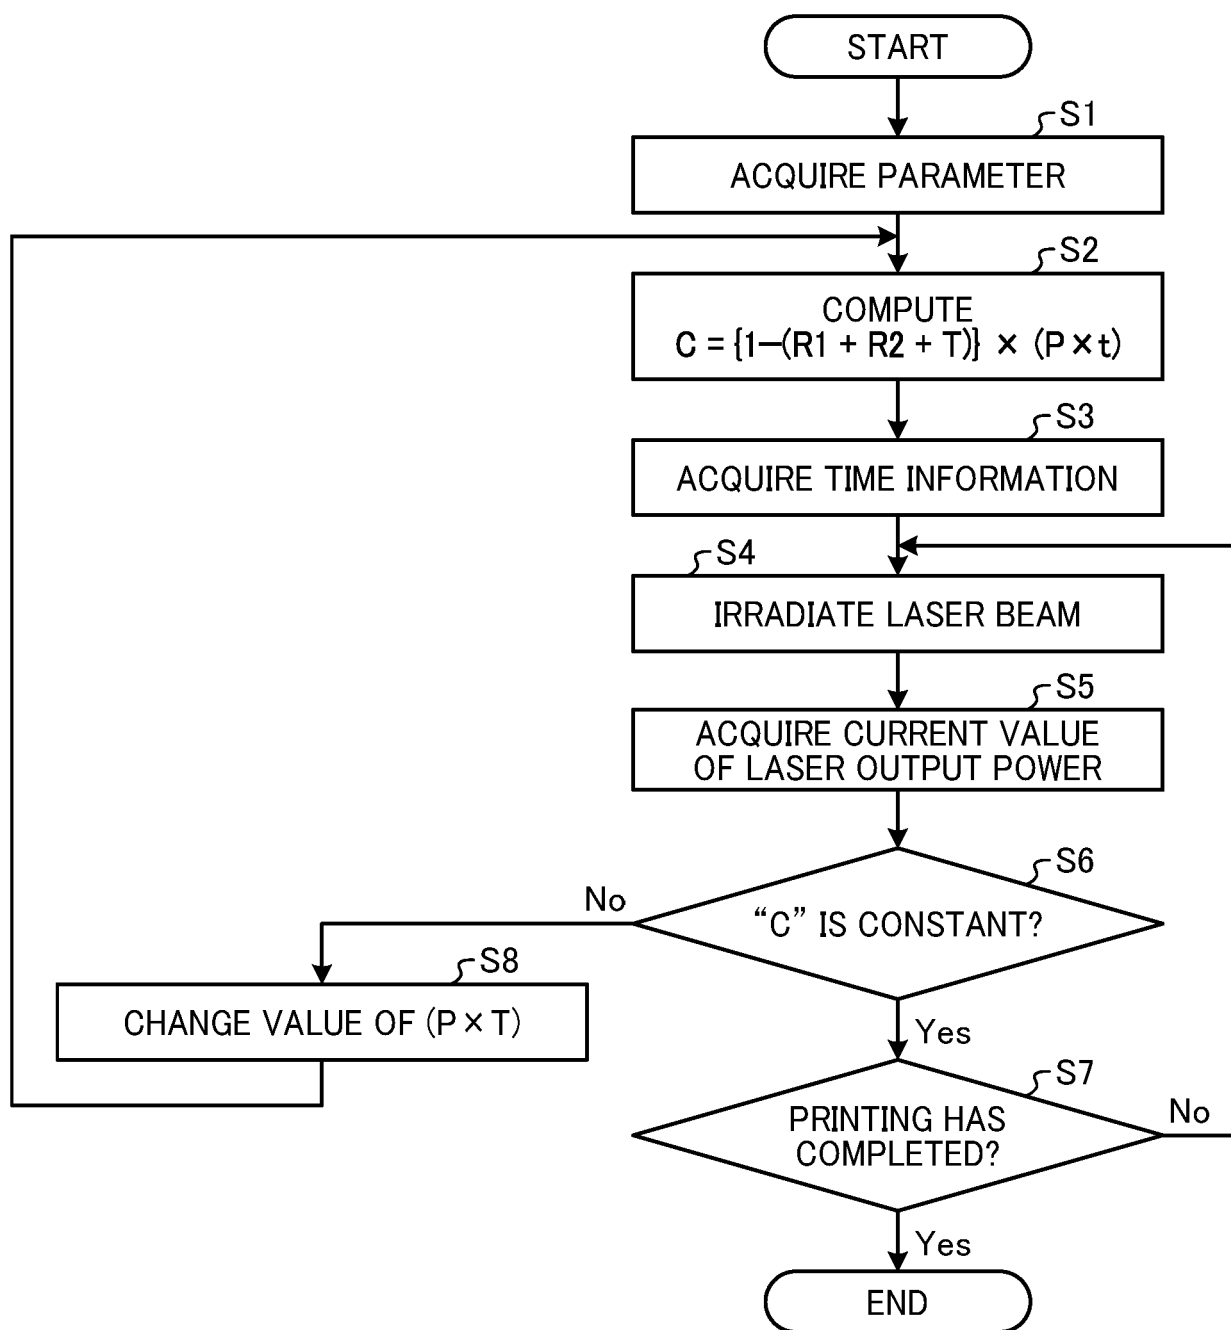 START
S1
ACQUIRE PARAMETER
S2
COMPUTE
C = {1−(R1 + R2 + T)} × (P × t)
S3
ACQUIRE TIME INFORMATION
S4
IRRADIATE LASER BEAM
S5
ACQUIRE CURRENT VALUE
OF LASER OUTPUT POWER
S6
“C” IS CONSTANT?
No
S8
CHANGE VALUE OF (P × T)
Yes
S7
PRINTING HAS
COMPLETED?
No
Yes
END